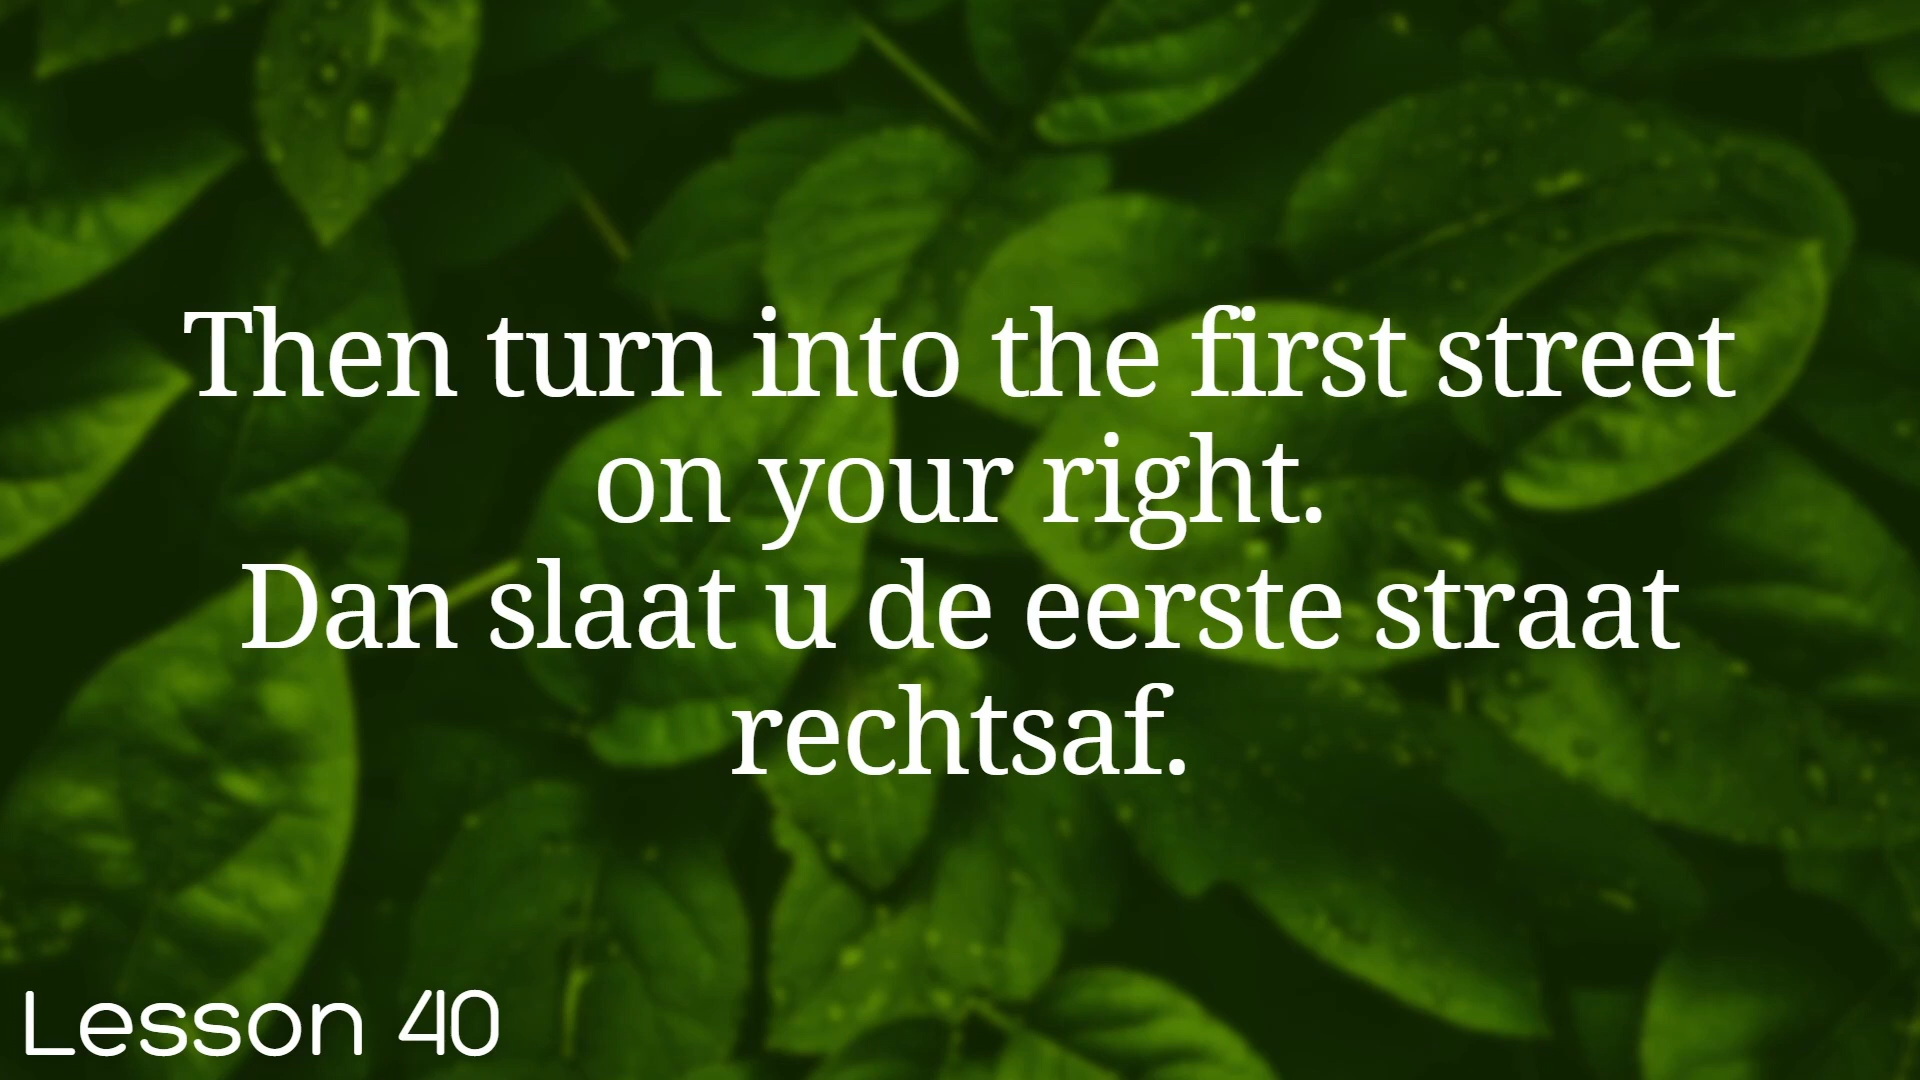 Then turn into the first street
on your right.
Dan slaat u de eerste straat
rechtsaf.
Lesson 40